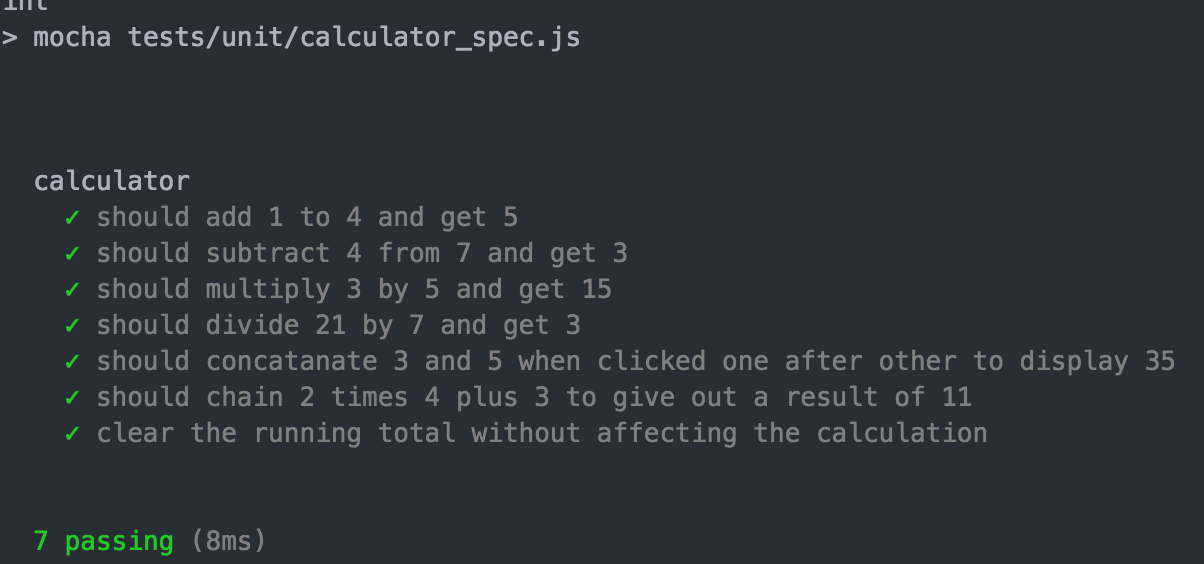 > mocha tests/unit/calculator_spec.js
calculator
✓ should add 1 to 4 and get 5
✓ should subtract 4 from 7 and get 3
✓ should multiply 3 by 5 and get 15
✓ should divide 21 by 7 and get 3
✓ should concatanate 3 and 5 when clicked one after other to display 35
✓ should chain 2 times 4 plus 3 to give out a result of 11
✓ clear the running total without affecting the calculation
7 passing (8ms)